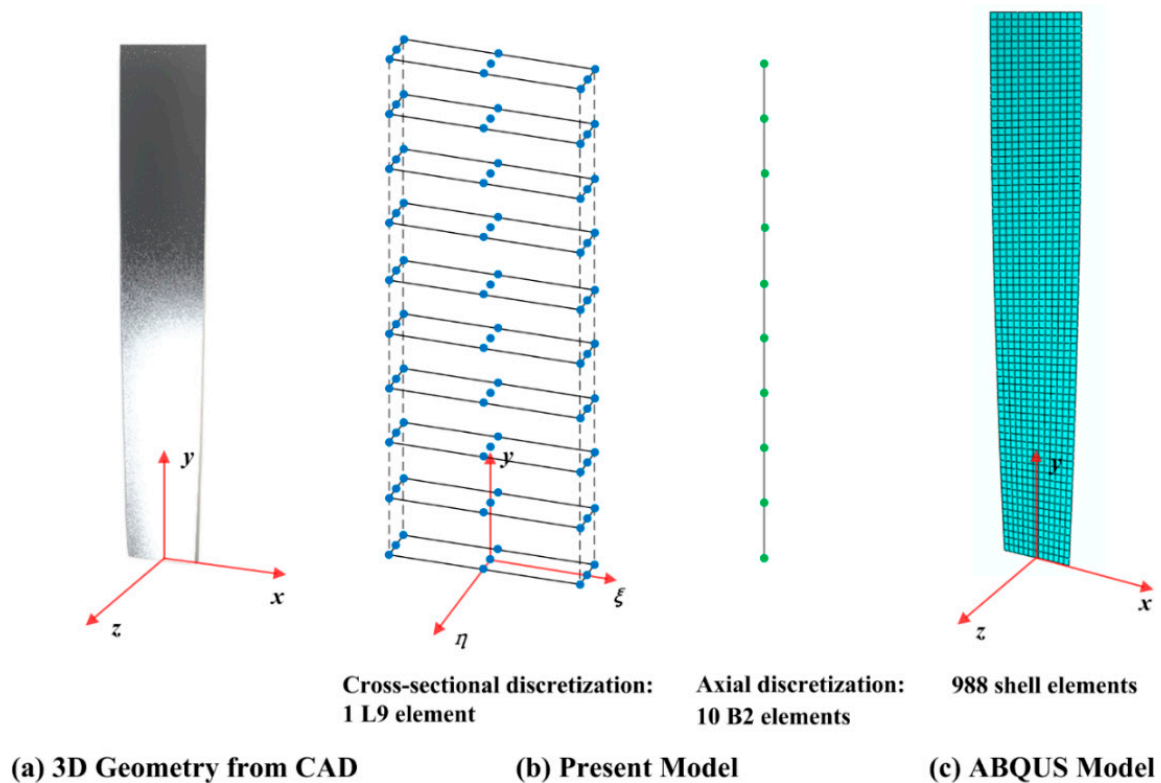 y
x
z
y
ξ
η
y
x
z
Cross-sectional discretization:
1 L9 element
Axial discretization:
10 B2 elements
988 shell elements
(a) 3D Geometry from CAD
(b) Present Model
(c) ABQUS Model